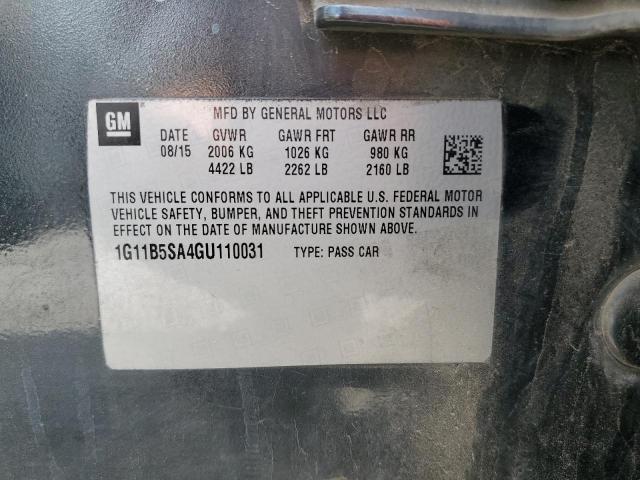 GM
MFD BY GENERAL MOTORS LLC
DATE GVWR GAWR FRT GAWR RR
08/15 2006 KG 1026 KG 980 KG
4422 LB 2262 LB 2160 LB
THIS VEHICLE CONFORMS TO ALL APPLICABLE U.S. FEDERAL MOTOR
VEHICLE SAFETY, BUMPER, AND THEFT PREVENTION STANDARDS IN
EFFECT ON THE DATE OF MANUFACTURE SHOWN ABOVE.
1G11B5SA4GU110031 TYPE: PASS CAR